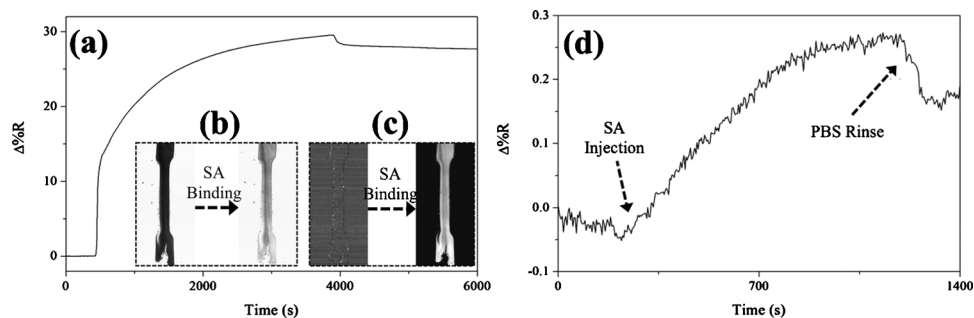 (a)
30
20
10
0
Δ%R
0
2000
4000
6000
Time (s)
(b)
SA
Binding
(c)
SA
Binding
(d)
0.3
0.2
0.1
0.0
-0.1
Δ%R
0
700
1400
Time (s)
SA
Injection
PBS Rinse